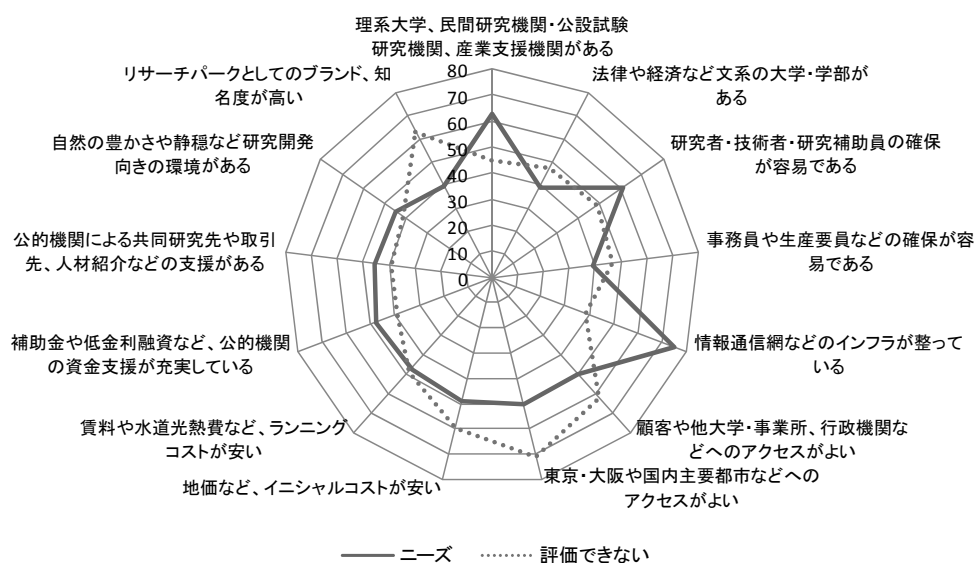 理系大学、民間研究機関・公設試験
研究機関、産業支援機関がある
法律や経済など文系の大学・学部が
ある
研究者・技術者・研究補助員の確保
が容易である
事務員や生産要員などの確保が容
易である
情報通信網などのインフラが整って
いる
顧客や他大学・事業所、行政機関な
どへのアクセスがよい
東京・大阪や国内主要都市などへの
アクセスがよい
地価など、イニシャルコストが安い
賃料や水道光熱費など、ランニング
コストが安い
補助金や低金利融資など、公的機関
の資金支援が充実している
公的機関による共同研究先や取引
先、人材紹介などの支援がある
自然の豊かさや静穏など研究開発
向きの環境がある
リサーチパークとしてのブランド、知
名度が高い
80
70
60
50
40
30
20
10
0
ニーズ
評価できない